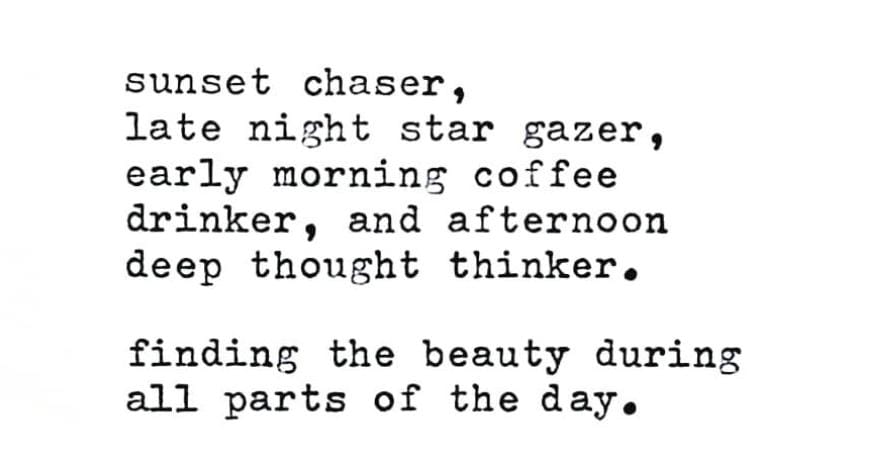 sunset chaser,
late night star gazer,
early morning coffee
drinker, and afternoon
deep thought thinker.
finding the beauty during
all parts of the day.